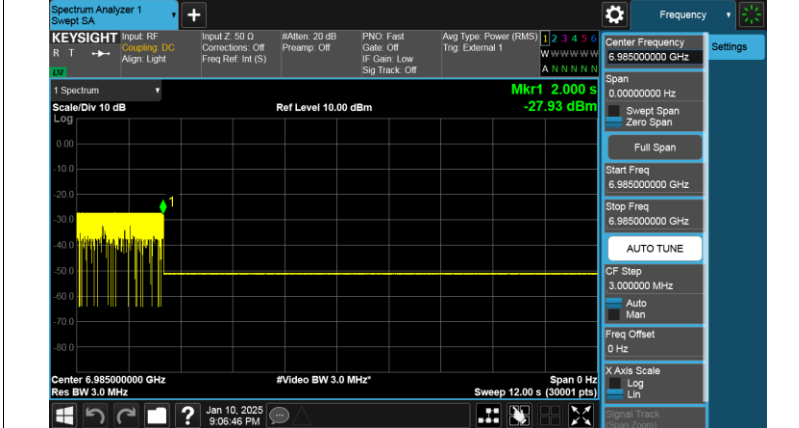 Spectrum Analyzer 1
Swept SA
+
Frequency
KEYSIGHT
R T
LXI
Input: RF
Coupling: DC
Align: Light
Input Z: 50 Ω
Corrections: Off
Freq Ref: Int (S)
#Atten: 20 dB
Preamp: Off
PNO: Fast
Gate: Off
IF Gain: Low
Sig Track: Off
Avg Type: Power (RMS)
Trig: External 1
1 2 3 4 5 6
W W W W W W
A N N N N N
1 Spectrum
Scale/Div 10 dB
Ref Level 10.00 dBm
Mkr1 2.000 s
-27.93 dBm
Log
0.00
-10.0
-20.0
1
-30.0
-40.0
-50.0
-60.0
-70.0
-80.0
Center 6.985000000 GHz
#Video BW 3.0 MHz*
Span 0 Hz
Res BW 3.0 MHz
Sweep 12.00 s (30001 pts)
?
Jan 10, 2025
9:06:46 PM
Center Frequency
6.985000000 GHz
Settings
Span
0.00000000 Hz
Swept Span
Zero Span
Full Span
Start Freq
6.985000000 GHz
Stop Freq
6.985000000 GHz
AUTO TUNE
CF Step
3.000000 MHz
Auto
Man
Freq Offset
0 Hz
X Axis Scale
Log
Lin
Signal Track
(Span Zoom)